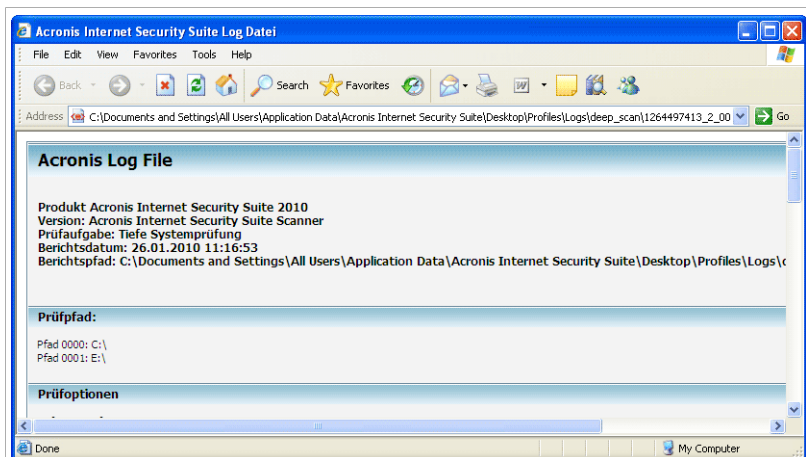 Acronis Internet Security Suite Log Datei
File Edit View Favorites Tools Help
Back Search Favorites
Address C:\Documents and Settings\All Users\Application Data\Acronis Internet Security Suite\Desktop\Profiles\Logs\deep_scan\1264497413_2_00 Go
Acronis Log File
Produkt Acronis Internet Security Suite 2010
Version: Acronis Internet Security Suite Scanner
Prüfaufgabe: Tiefe Systemprüfung
Berichtsdatum: 26.01.2010 11:16:53
Berichtspfad: C:\Documents and Settings\All Users\Application Data\Acronis Internet Security Suite\Desktop\Profiles\Logs\
Prüfpfad:
Pfad 0000: C:\
Pfad 0001: E:\
Prüfoptionen
Done My Computer